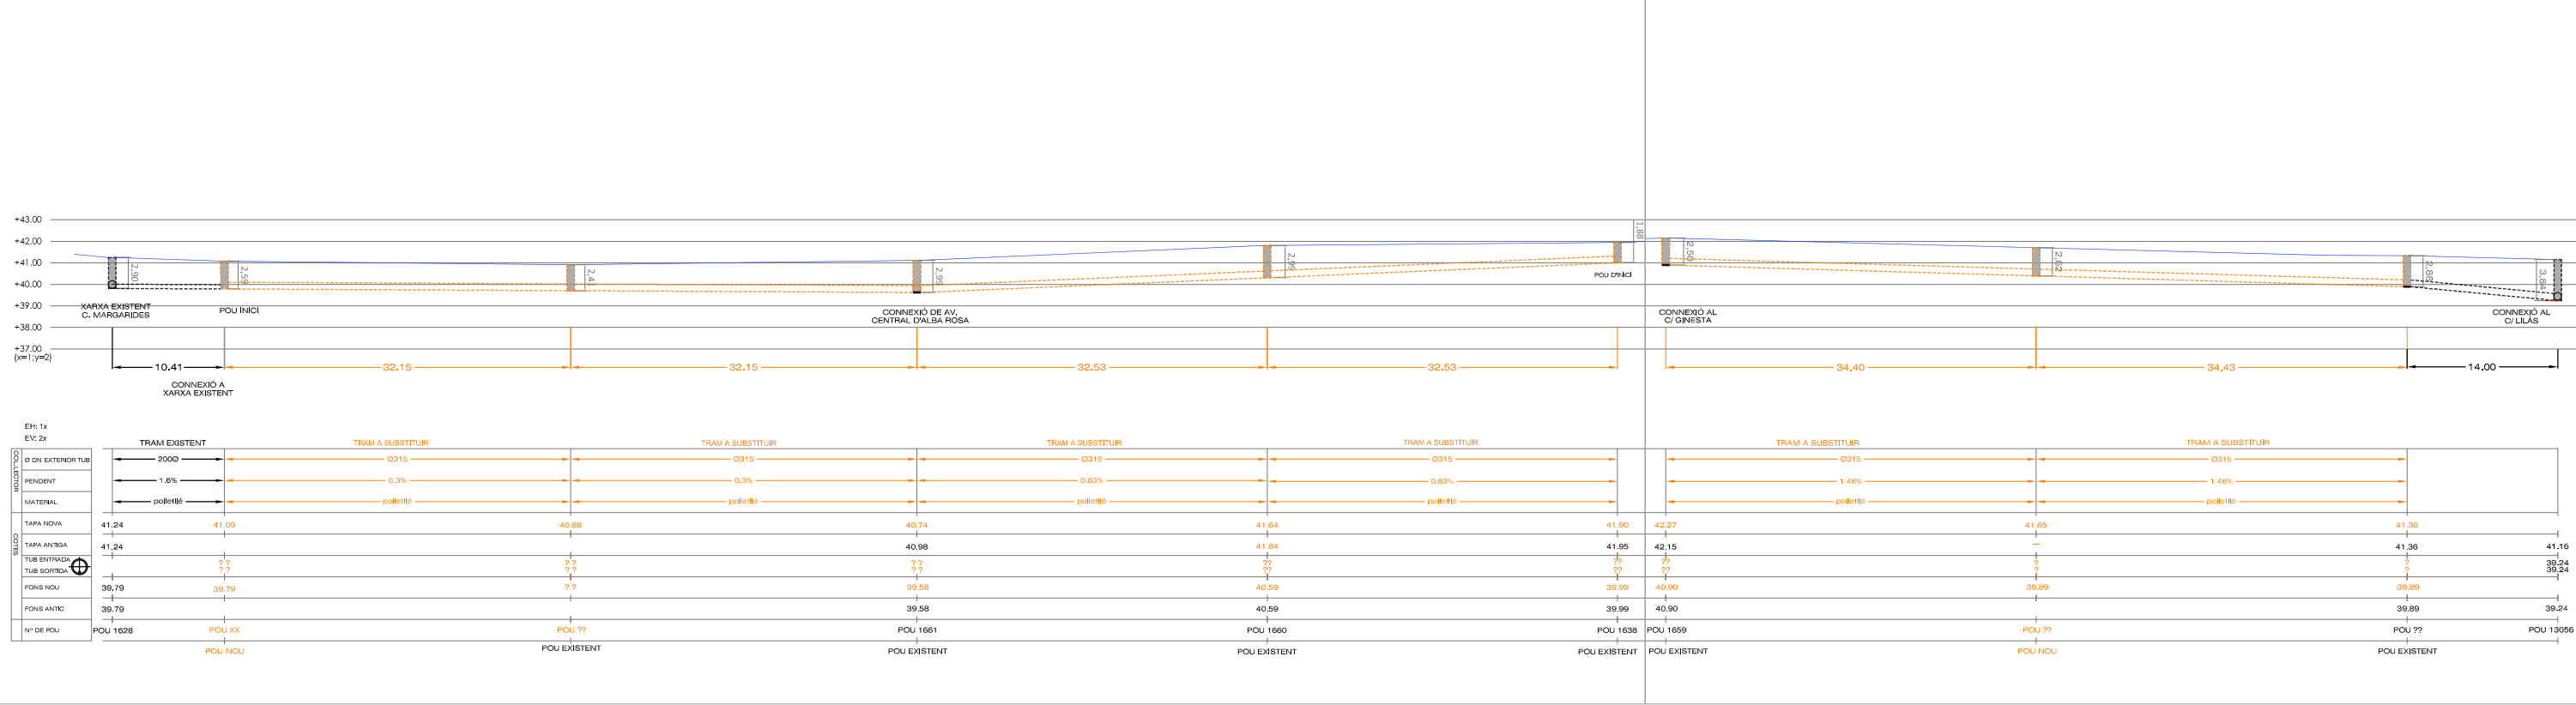 +43.00
+42.00
+41.00
+40.00
+39.00
+38.00
+37.00
(x=1;y=2)
2,90
2,59
2,41
2,99
2,99
1,88
2,50
2,62
2,84
3,84
XARXA EXISTENT
C. MARGARIDES
POU INICI
CONNEXIÓ DE AV.
CENTRAL D'ALBA ROSA
POU D'INICI
CONNEXIÓ AL
C/ GINESTA
CONNEXIÓ AL
C/ LILÀS
10.41 32.15 32.15 32.53 32.53 34,40 34,43 14.00
CONNEXIÓ A
XARXA EXISTENT
EH: 1x
EV: 2x
TRAM EXISTENT TRAM A SUBSTITUIR TRAM A SUBSTITUIR TRAM A SUBSTITUIR TRAM A SUBSTITUIR TRAM A SUBSTITUIR TRAM A SUBSTITUIR
COL·LECTOR
Ø DN EXTERIOR TUB 200Ø Ø315 Ø315 Ø315 Ø315 Ø315 Ø315
PENDENT 1.6% 0.3% 0.3% 0,63% 0,63% 1.46% 1.46%
MATERIAL polietilè polietilè polietilè polietilè polietilè polietilè polietilè
COTES
TAPA NOVA 41.24 41.09 40.88 40.74 41.64 41.90 42.27 41.65 41.36
TAPA ANTIGA 41.24 40.98 41.84 41.95 42.15 — 41.36 41.16
TUB ENTRADA ?? ?? ?? ?? ?? ?? ? ? 39.24
TUB SORTIDA ?? ?? ?? ?? ?? ?? ? ? 39.24
FONS NOU 39.79 39.79 ?? 39.58 40.59 39.99 40.90 39.89 39.89
FONS ANTIC 39.79 39.58 40.59 39.99 40.90 39.89 39.24
Nº DE POU POU 1628 POU XX POU ?? POU 1661 POU 1660 POU 1638 POU 1659 POU ?? POU ?? POU 13056
POU NOU POU EXISTENT POU EXISTENT POU EXISTENT POU EXISTENT POU EXISTENT POU NOU POU EXISTENT